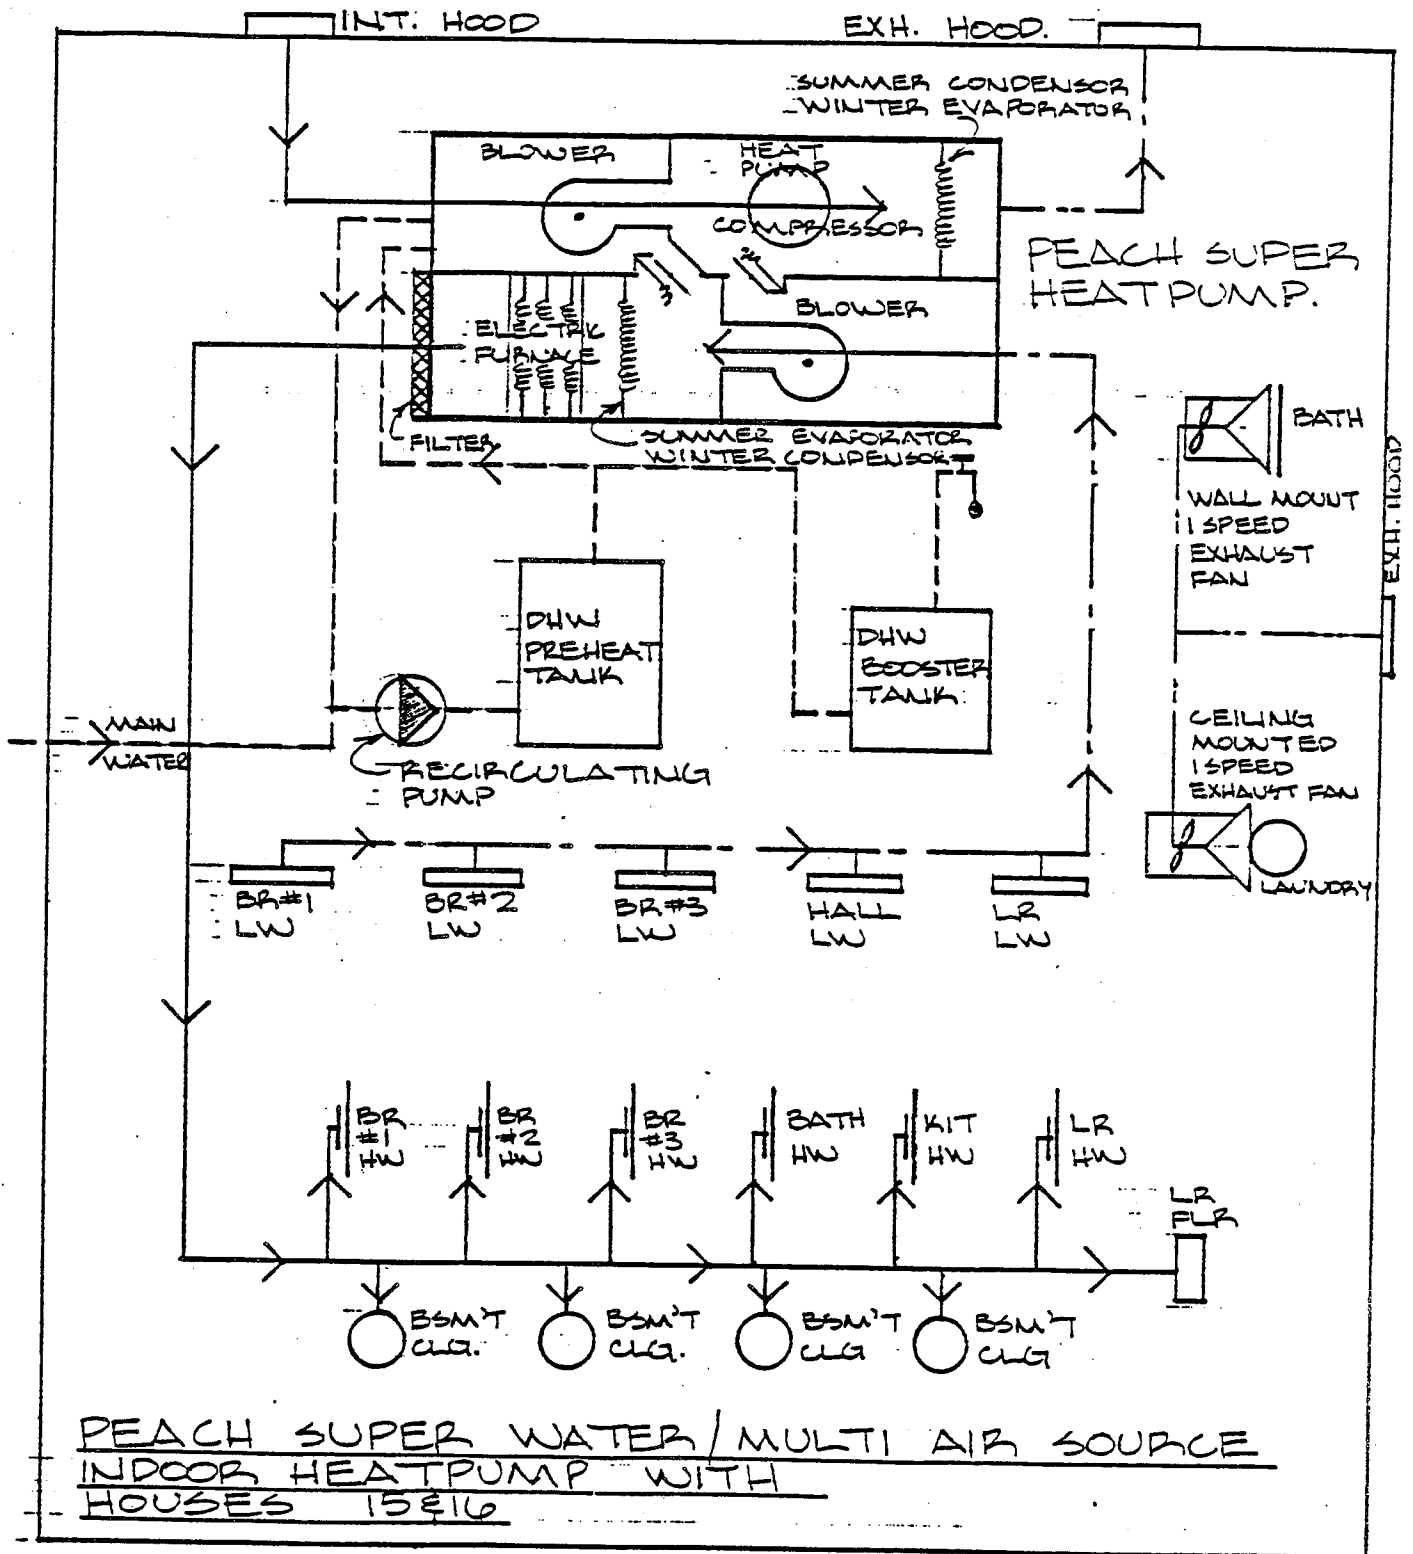 INT. HOOD
EXH. HOOD.
SUMMER CONDENSOR
WINTER EVAPORATOR
BLOWER
HEAT
PUMP
COMPRESSOR
PEACH SUPER
HEATPUMP.
BLOWER
ELECTRIC
FURNACE
FILTER
SUMMER EVAPORATOR
WINTER CONDENSOR
BATH
EXH. HOOD
WALL MOUNT
1 SPEED
EXHAUST
FAN
DHW
PREHEAT
TANK
DHW
BOOSTER
TANK
MAIN
WATER
RECIRCULATING
PUMP
CEILING
MOUNTED
1 SPEED
EXHAUST FAN
LAUNDRY
BR#1
LW
BR#2
LW
BR#3
LW
HALL
LW
LR
LW
BR
#1
HW
BR
#2
HW
BR
#3
HW
BATH
HW
KIT
HW
LR
HW
LR
FLR
BSM'T
CLG.
BSM'T
CLG.
BSM'T
CLG
BSM'T
CLG
PEACH SUPER WATER/MULTI AIR SOURCE
INDOOR HEATPUMP WITH
HOUSES 15&16